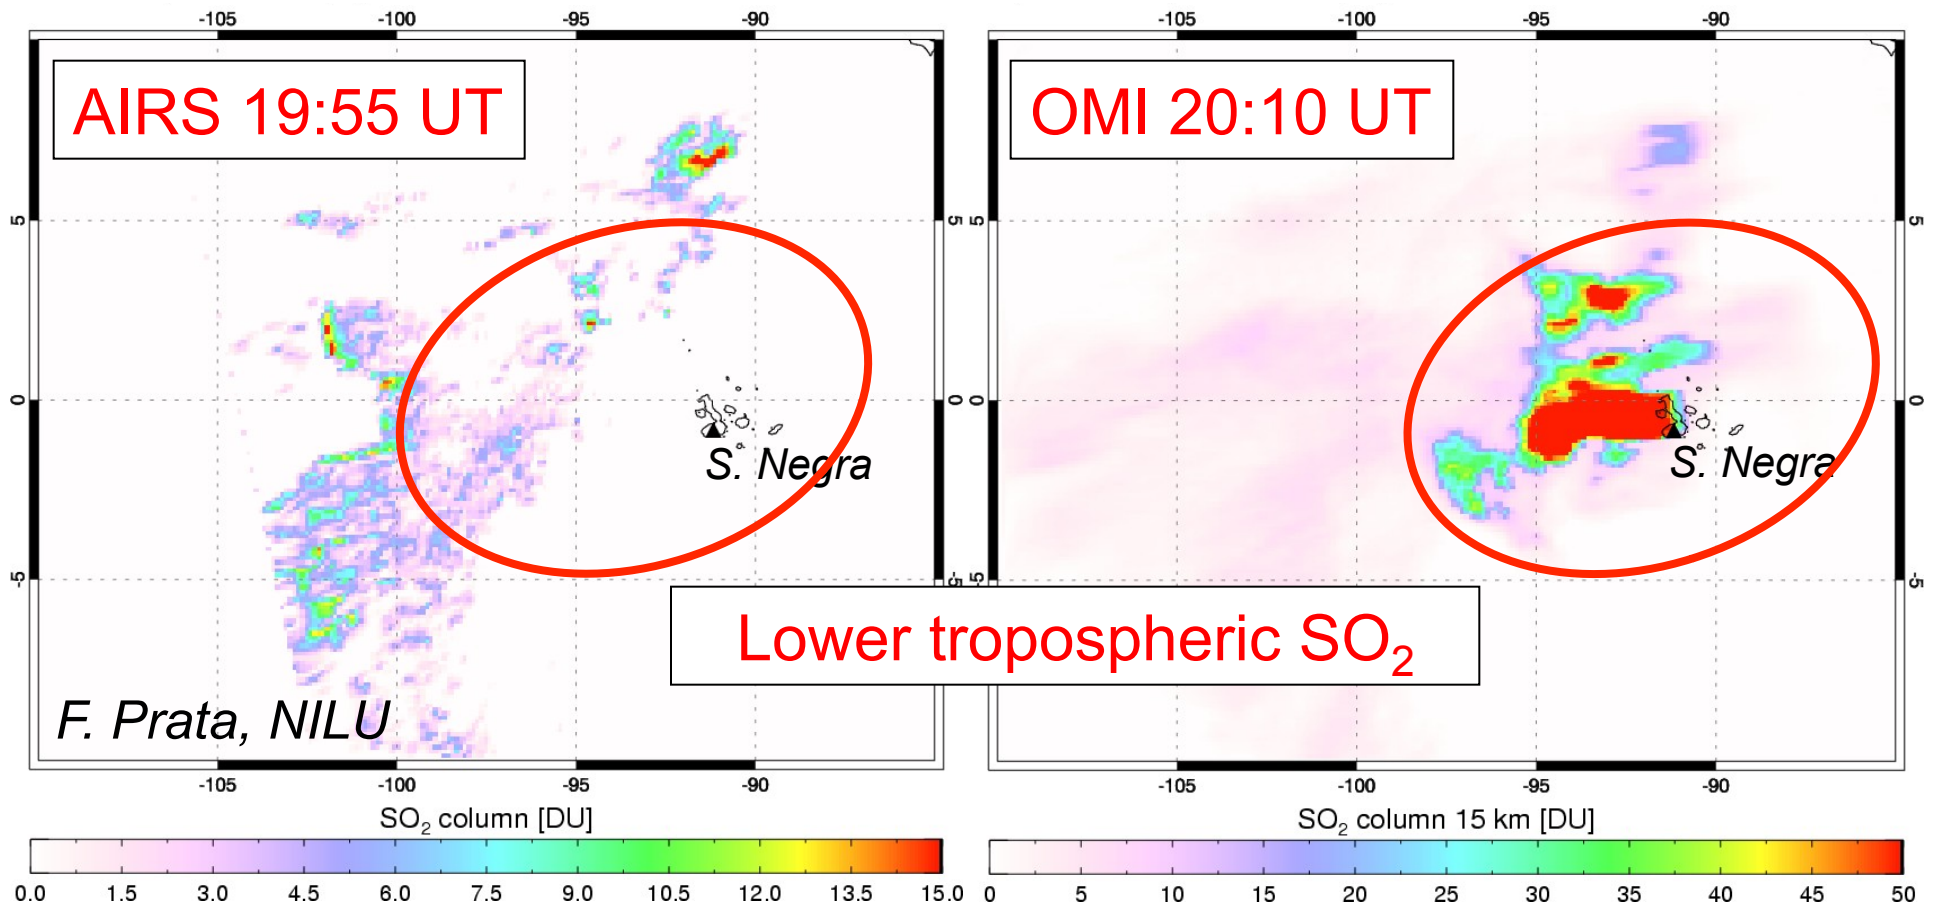 -105 -100 -95 -90
-105 -100 -95 -90
AIRS 19:55 UT
OMI 20:10 UT
5 5 5 5
0 0 0 0
S. Negra
S. Negra
-5 -5 -5
Lower tropospheric SO₂
F. Prata, NILU
-105 -100 -95 -90
-105 -100 -95 -90
SO₂ column [DU]
SO₂ column 15 km [DU]
0.0 1.5 3.0 4.5 6.0 7.5 9.0 10.5 12.0 13.5 15.0
0 5 10 15 20 25 30 35 40 45 50